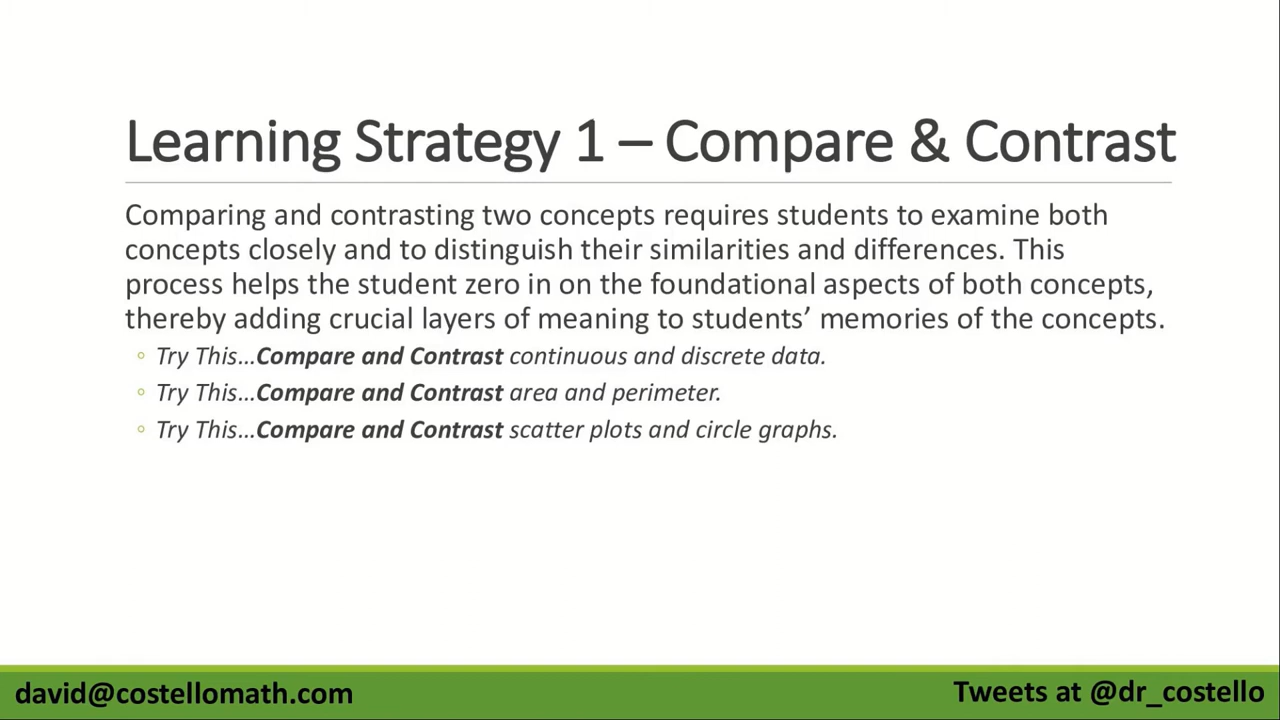 Learning Strategy 1 – Compare & Contrast
Comparing and contrasting two concepts requires students to examine both
concepts closely and to distinguish their similarities and differences. This
process helps the student zero in on the foundational aspects of both concepts,
thereby adding crucial layers of meaning to students’ memories of the concepts.
◦ Try This…Compare and Contrast continuous and discrete data.
◦ Try This…Compare and Contrast area and perimeter.
◦ Try This…Compare and Contrast scatter plots and circle graphs.
david@costellomath.com
Tweets at @dr_costello